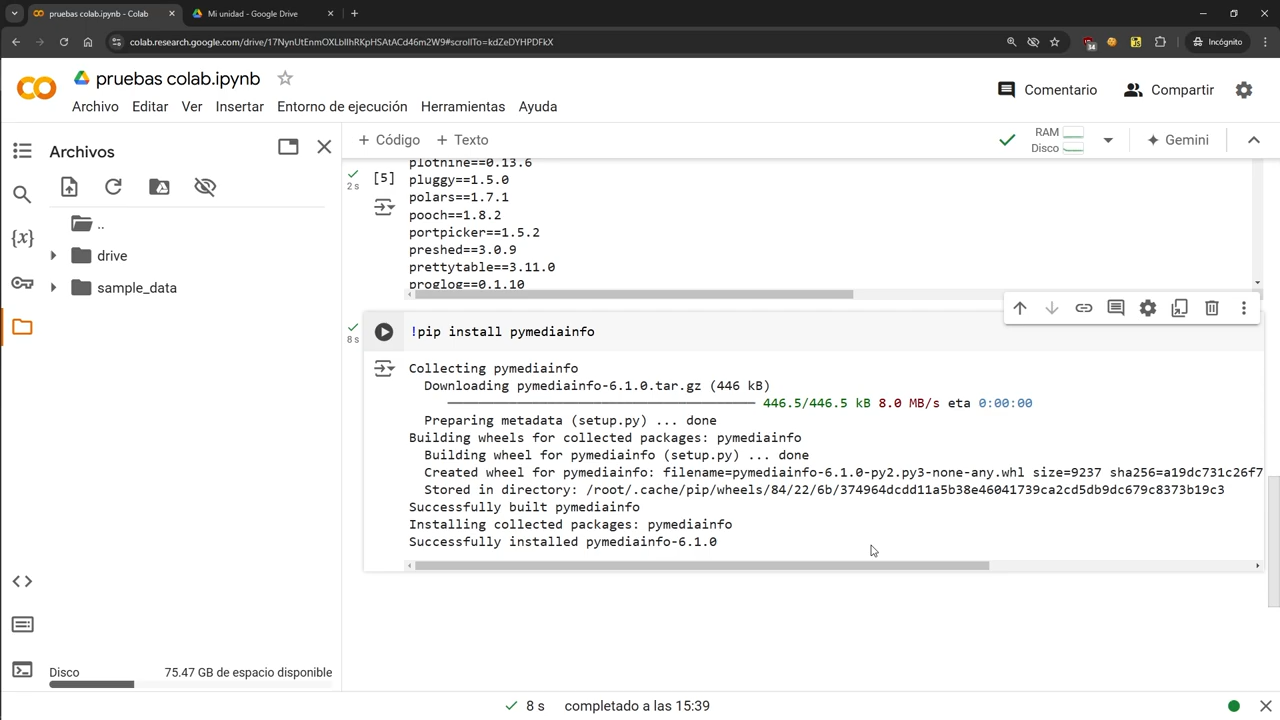 pruebas colab.ipynb - Colab
Mi unidad - Google Drive
colab.research.google.com/drive/17NynUtEnmOXLblIhRKpHSAtACd46m2W9#scrollTo=kdZeDYHPDFkX
34
Incógnito
pruebas colab.ipynb
Comentario
Compartir
Archivo Editar Ver Insertar Entorno de ejecución Herramientas Ayuda
Archivos
+ Código + Texto
RAM
Disco
Gemini
..
drive
sample_data
[5]
2 s
plotnine==0.13.6
pluggy==1.5.0
polars==1.7.1
pooch==1.8.2
portpicker==1.5.2
preshed==3.0.9
prettytable==3.11.0
proglog==0.1.10
8 s
!pip install pymediainfo
Collecting pymediainfo
Downloading pymediainfo-6.1.0.tar.gz (446 kB)
446.5/446.5 kB 8.0 MB/s eta 0:00:00
Preparing metadata (setup.py) ... done
Building wheels for collected packages: pymediainfo
Building wheel for pymediainfo (setup.py) ... done
Created wheel for pymediainfo: filename=pymediainfo-6.1.0-py2.py3-none-any.whl size=9237 sha256=a19dc731c26f7
Stored in directory: /root/.cache/pip/wheels/84/22/6b/374964dcdd11a5b38e46041739ca2cd5db9dc679c8373b19c3
Successfully built pymediainfo
Installing collected packages: pymediainfo
Successfully installed pymediainfo-6.1.0
Disco
75.47 GB de espacio disponible
8 s completado a las 15:39